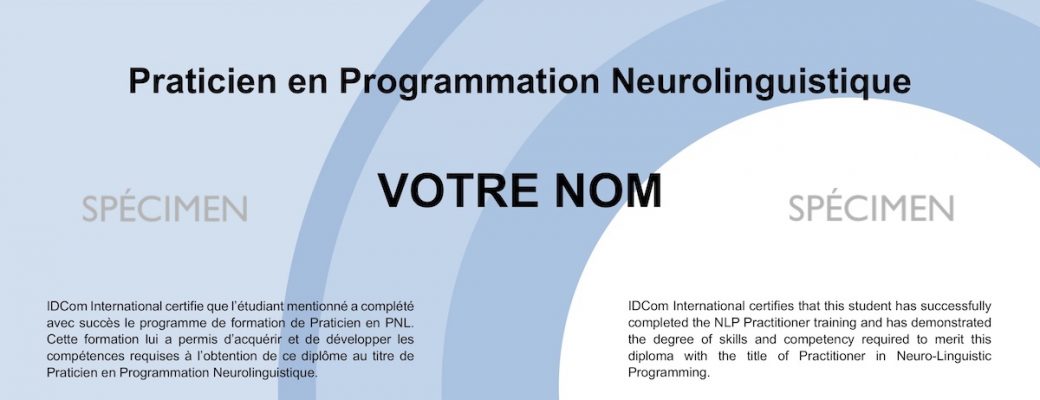 Praticien en Programmation Neurolinguistique
VOTRE NOM
SPÉCIMEN
SPÉCIMEN
IDCom International certifie que l'étudiant mentionné a complété
avec succès le programme de formation de Praticien en PNL.
Cette formation lui a permis d'acquérir et de développer les
compétences requises à l'obtention de ce diplôme au titre de
Praticien en Programmation Neurolinguistique.
IDCom International certifies that this student has successfully
completed the NLP Practitioner training and has demonstrated
the degree of skills and competency required to merit this
diploma with the title of Practitioner in Neuro-Linguistic
Programming.